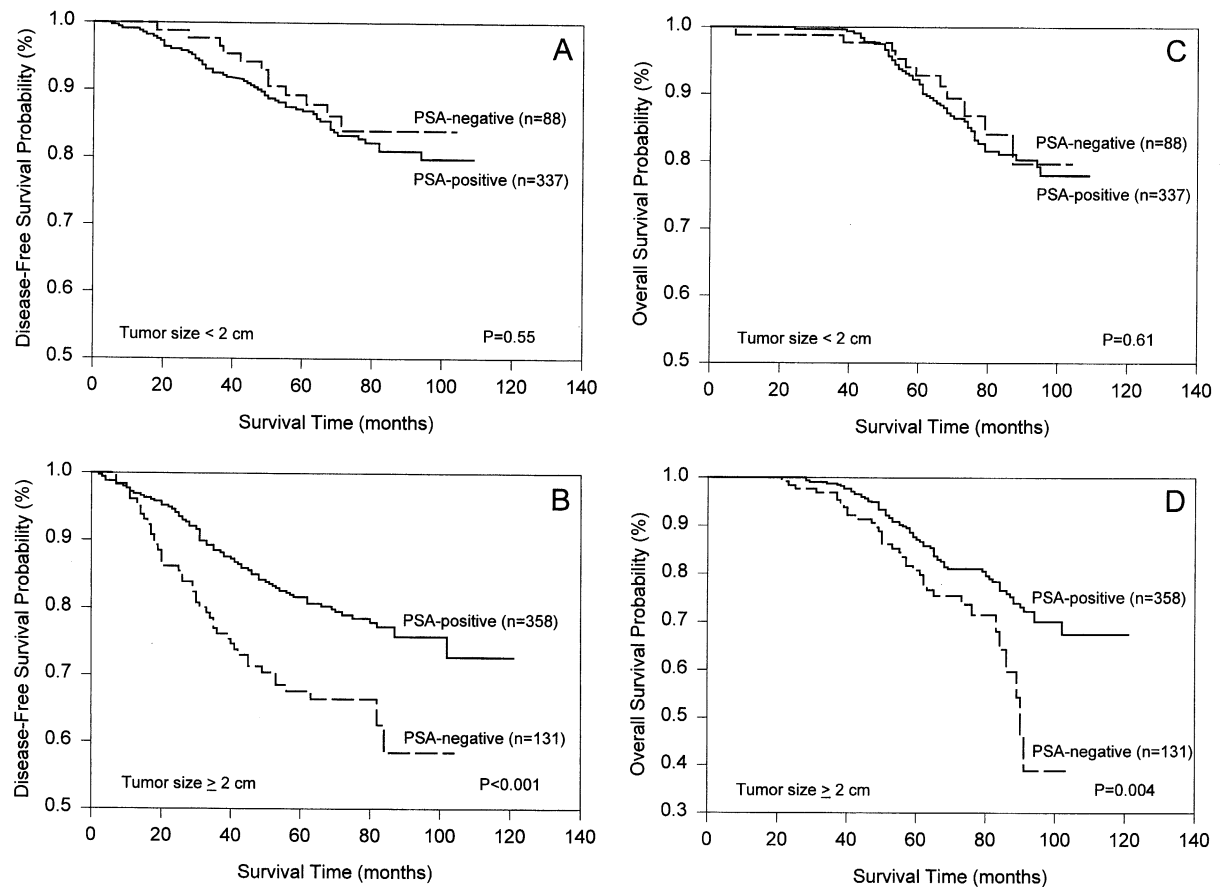 A
Disease-Free Survival Probability (%)
1.0
0.9
0.8
0.7
0.6
0.5
PSA-negative (n=88)
PSA-positive (n=337)
Tumor size < 2 cm
P=0.55
0 20 40 60 80 100 120 140
Survival Time (months)
C
Overall Survival Probability (%)
1.0
0.9
0.8
0.7
0.6
0.5
PSA-negative (n=88)
PSA-positive (n=337)
Tumor size < 2 cm
P=0.61
0 20 40 60 80 100 120 140
Survival Time (months)
B
Disease-Free Survival Probability (%)
1.0
0.9
0.8
0.7
0.6
0.5
PSA-positive (n=358)
PSA-negative (n=131)
Tumor size ≥ 2 cm
P<0.001
0 20 40 60 80 100 120 140
Survival Time (months)
D
Overall Survival Probability (%)
1.0
0.9
0.8
0.7
0.6
0.5
0.4
0.3
PSA-positive (n=358)
PSA-negative (n=131)
Tumor size ≥ 2 cm
P=0.004
0 20 40 60 80 100 120 140
Survival Time (months)